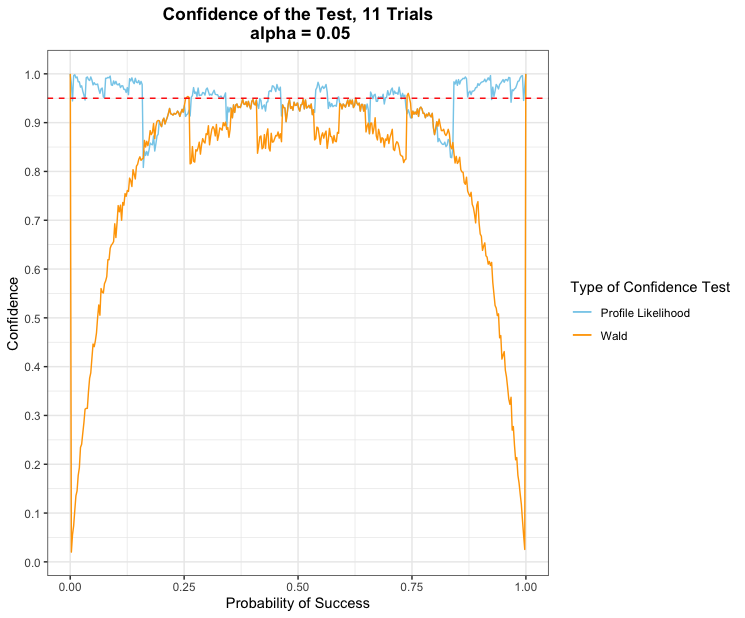 Confidence of the Test, 11 Trials
alpha = 0.05
Confidence
1.0
0.9
0.8
0.7
0.6
0.5
0.4
0.3
0.2
0.1
0.0
0.00 0.25 0.50 0.75 1.00
Probability of Success
Type of Confidence Test
Profile Likelihood
Wald